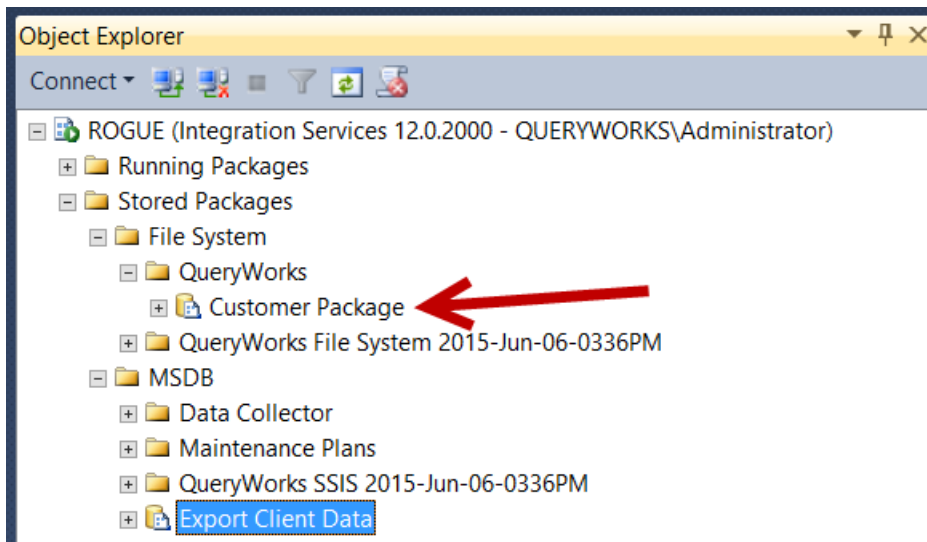 Object Explorer
Connect
ROGUE (Integration Services 12.0.2000 - QUERYWORKS\Administrator)
Running Packages
Stored Packages
File System
QueryWorks
Customer Package
QueryWorks File System 2015-Jun-06-0336PM
MSDB
Data Collector
Maintenance Plans
QueryWorks SSIS 2015-Jun-06-0336PM
Export Client Data